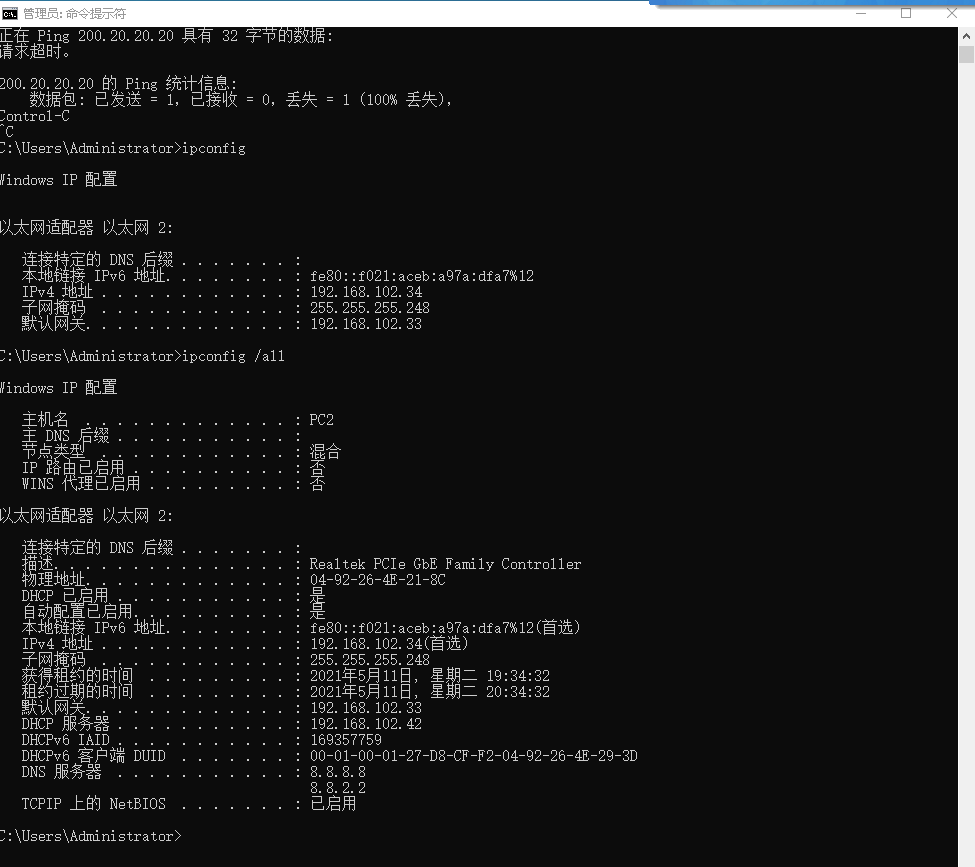 管理员: 命令提示符
正在 Ping 200.20.20.20 具有 32 字节的数据:
请求超时。
200.20.20.20 的 Ping 统计信息:
数据包: 已发送 = 1, 已接收 = 0, 丢失 = 1 (100% 丢失),
Control-C
^C
C:\Users\Administrator>ipconfig
Windows IP 配置
以太网适配器 以太网 2:
连接特定的 DNS 后缀 . . . . . . . :
本地链接 IPv6 地址. . . . . . . . : fe80::f021:aceb:a97a:dfa7%12
IPv4 地址 . . . . . . . . . . . . : 192.168.102.34
子网掩码 . . . . . . . . . . . . : 255.255.255.248
默认网关. . . . . . . . . . . . . : 192.168.102.33
C:\Users\Administrator>ipconfig /all
Windows IP 配置
主机名 . . . . . . . . . . . . . : PC2
主 DNS 后缀 . . . . . . . . . . . :
节点类型 . . . . . . . . . . . . : 混合
IP 路由已启用 . . . . . . . . . . : 否
WINS 代理已启用 . . . . . . . . . : 否
以太网适配器 以太网 2:
连接特定的 DNS 后缀 . . . . . . . :
描述. . . . . . . . . . . . . . . : Realtek PCIe GbE Family Controller
物理地址. . . . . . . . . . . . . : 04-92-26-4E-21-8C
DHCP 已启用 . . . . . . . . . . . : 是
自动配置已启用. . . . . . . . . . : 是
本地链接 IPv6 地址. . . . . . . . : fe80::f021:aceb:a97a:dfa7%12(首选)
IPv4 地址 . . . . . . . . . . . . : 192.168.102.34(首选)
子网掩码 . . . . . . . . . . . . : 255.255.255.248
获得租约的时间 . . . . . . . . . : 2021年5月11日, 星期二 19:34:32
租约过期的时间 . . . . . . . . . : 2021年5月11日, 星期二 20:34:32
默认网关. . . . . . . . . . . . . : 192.168.102.33
DHCP 服务器 . . . . . . . . . . . : 192.168.102.42
DHCPv6 IAID . . . . . . . . . . . : 169357759
DHCPv6 客户端 DUID . . . . . . . : 00-01-00-01-27-D8-CF-F2-04-92-26-4E-29-3D
DNS 服务器 . . . . . . . . . . . : 8.8.8.8
8.8.2.2
TCPIP 上的 NetBIOS . . . . . . . : 已启用
C:\Users\Administrator>